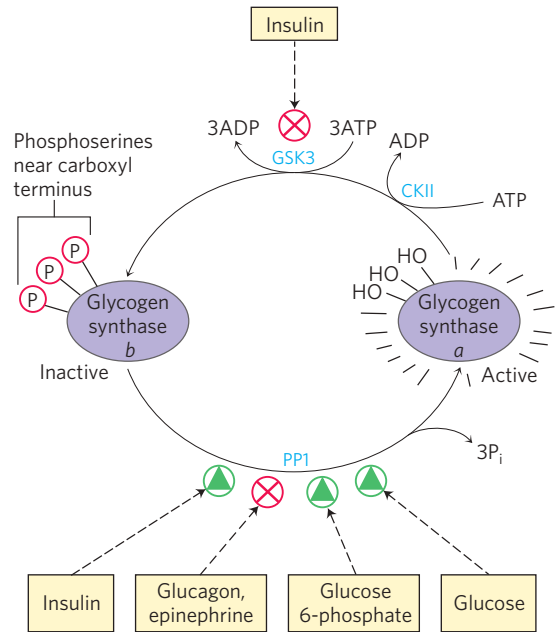 Insulin
3ADP
3ATP
GSK3
ADP
CKII
ATP
Phosphoserines
near carboxyl
terminus
P
P
P
Glycogen
synthase
b
Inactive
HO
HO
HO
Glycogen
synthase
a
Active
PP1
3Pi
Insulin
Glucagon,
epinephrine
Glucose
6-phosphate
Glucose